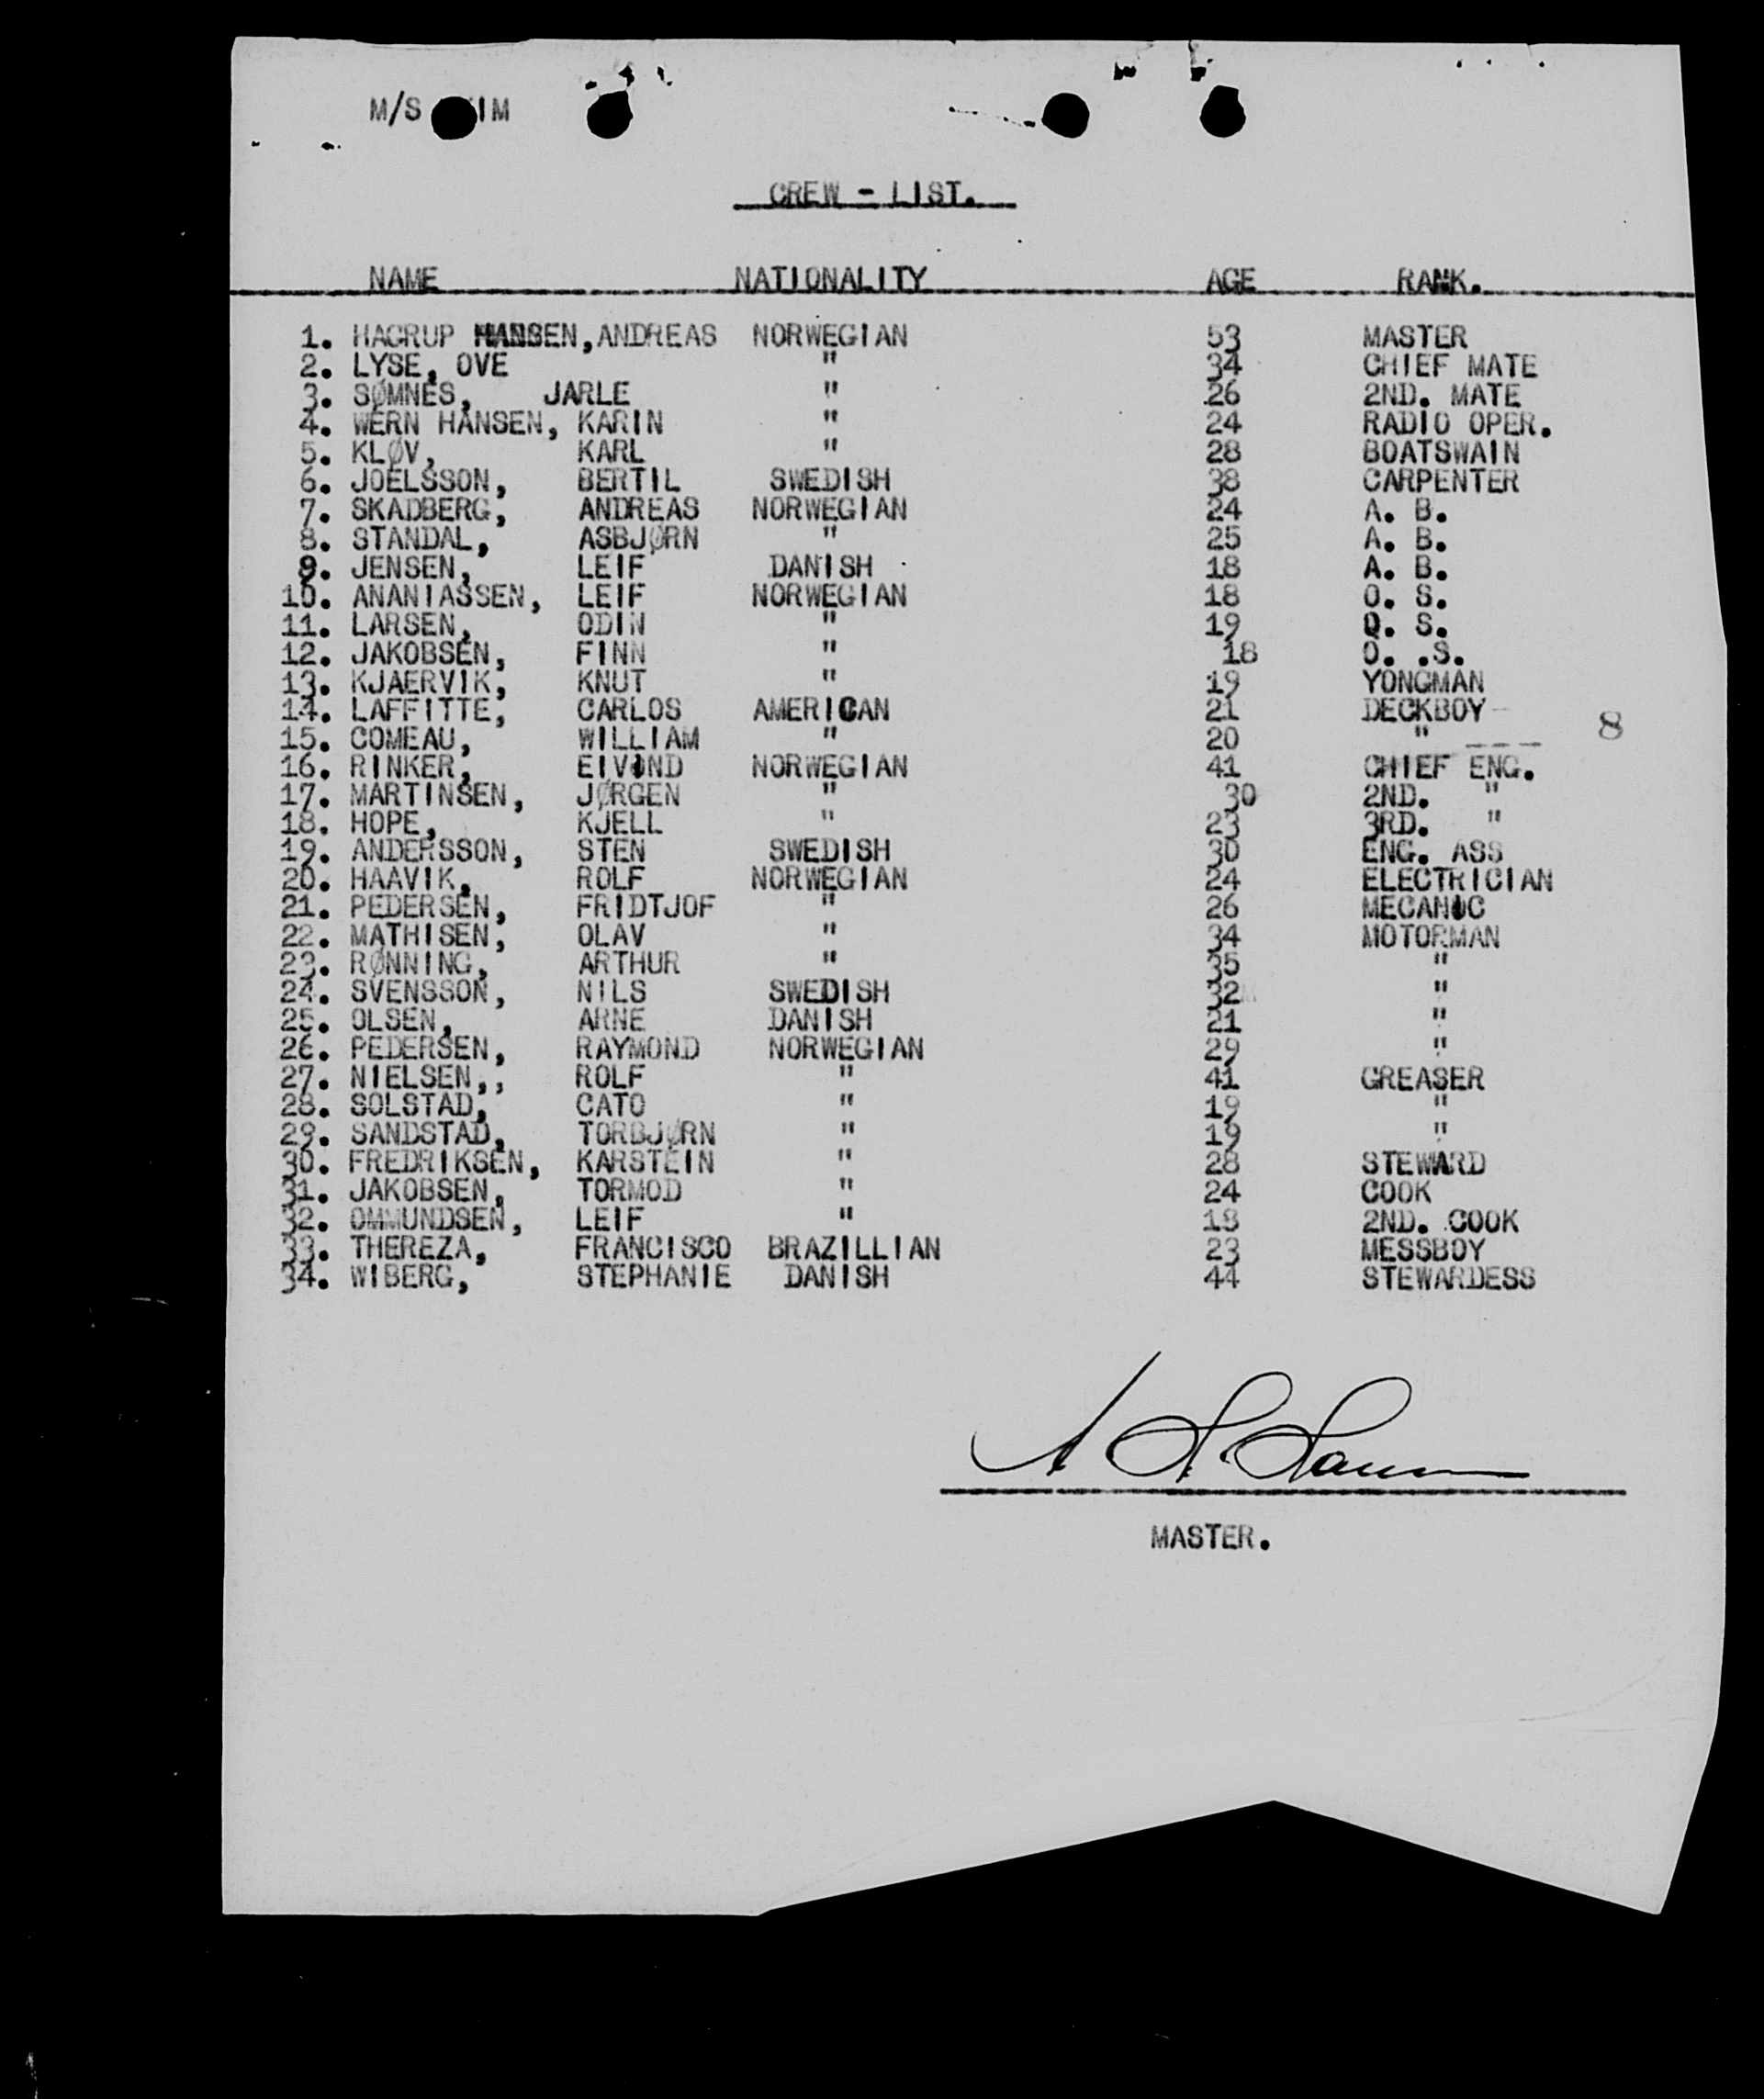 M/S IM
CREW - LIST.
NAME NATIONALITY AGE RANK.
1. HAGRUP HANSEN, ANDREAS NORWEGIAN 53 MASTER
2. LYSE, OVE " 34 CHIEF MATE
3. SØMNES, JARLE " 26 2ND. MATE
4. WERN HANSEN, KARIN " 24 RADIO OPER.
5. KLØV, KARL " 28 BOATSWAIN
6. JOELSSON, BERTIL SWEDISH 38 CARPENTER
7. SKADBERG, ANDREAS NORWEGIAN 24 A. B.
8. STANDAL, ASBJØRN " 25 A. B.
9. JENSEN, LEIF DANISH 18 A. B.
10. ANANIASSEN, LEIF NORWEGIAN 18 O. S.
11. LARSEN, ODIN " 19 O. S.
12. JAKOBSEN, FINN " 18 O. .S.
13. KJAERVIK, KNUT " 19 YONGMAN
14. LAFFITTE, CARLOS AMERICAN 21 DECKBOY
15. COMEAU, WILLIAM " 20 " --- 8
16. RINKER, EIVIND NORWEGIAN 41 CHIEF ENG.
17. MARTINSEN, JØRGEN " 30 2ND. "
18. HOPE, KJELL " 23 3RD. "
19. ANDERSSON, STEN SWEDISH 30 ENG. ASS
20. HAAVIK, ROLF NORWEGIAN 24 ELECTRICIAN
21. PEDERSEN, FRIDTJOF " 26 MECANIC
22. MATHISEN, OLAV " 34 MOTORMAN
23. RØNNING, ARTHUR " 35 "
24. SVENSSON, NILS SWEDISH 32 "
25. OLSEN, ARNE DANISH 21 "
26. PEDERSEN, RAYMOND NORWEGIAN 29 "
27. NIELSEN,, ROLF " 41 GREASER
28. SOLSTAD, CATO " 19 "
29. SANDSTAD, TORBJØRN " 19 "
30. FREDRIKSEN, KARSTEIN " 28 STEWARD
31. JAKOBSEN, TORMOD " 24 COOK
32. OMMUNDSEN, LEIF " 18 2ND. COOK
33. THEREZA, FRANCISCO BRAZILLIAN 23 MESSBOY
34. WIBERG, STEPHANIE DANISH 44 STEWARDESS
MASTER.